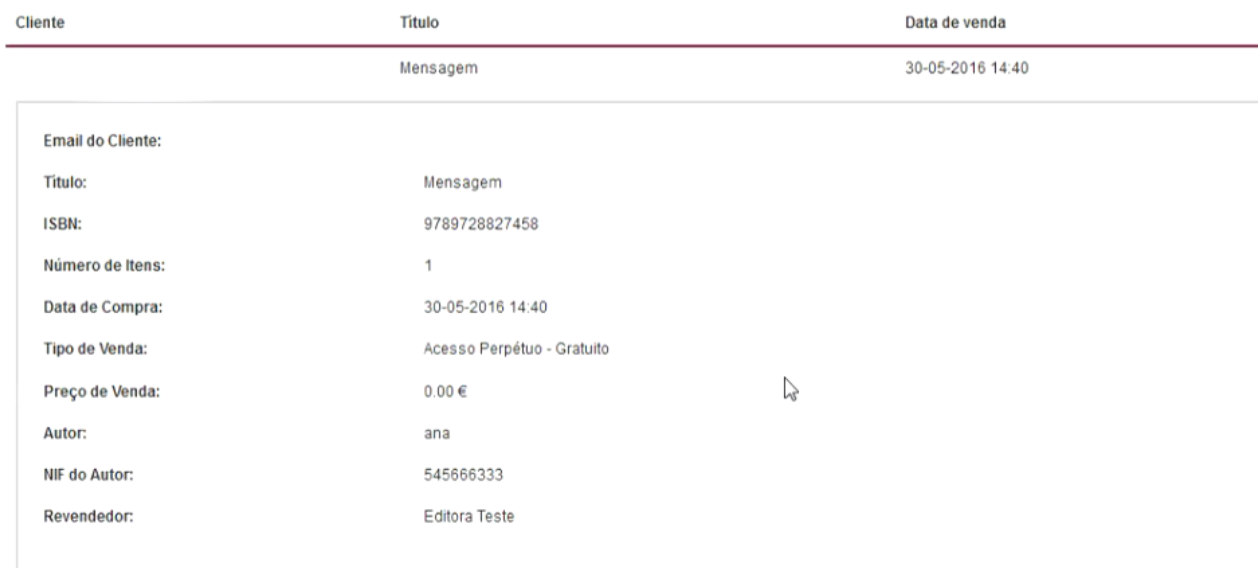 Cliente Título Data de venda
Mensagem 30-05-2016 14:40
Email do Cliente:
Título: Mensagem
ISBN: 9789728827458
Número de Itens: 1
Data de Compra: 30-05-2016 14:40
Tipo de Venda: Acesso Perpétuo - Gratuito
Preço de Venda: 0.00 €
Autor: ana
NIF do Autor: 545666333
Revendedor: Editora Teste